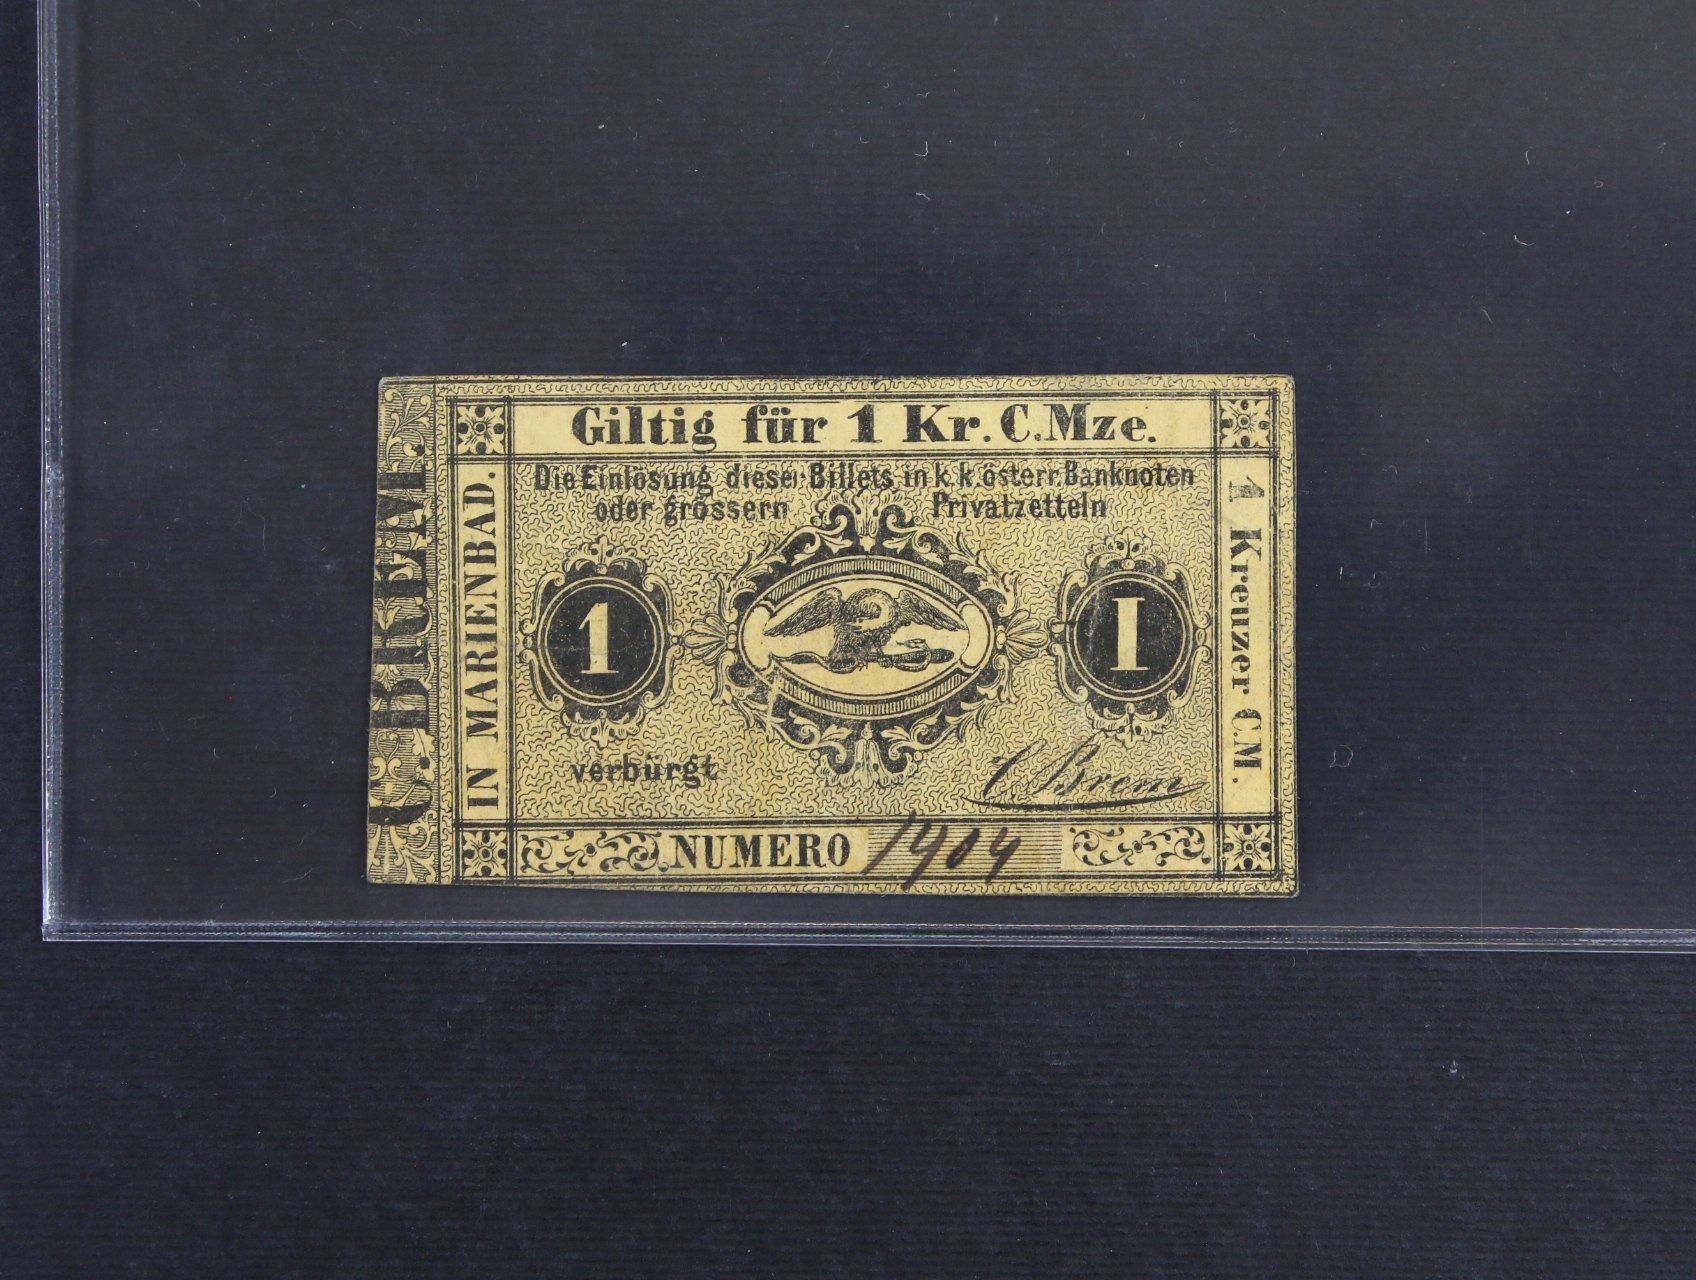 Giltig für 1 Kr. C. Mze.
Die Einlösung dieser Billets in k. k. österr. Banknoten
oder grössern Privatzetteln
C. BREM.
IN MARIENBAD.
1 I
1 Kreuzer C.M.
verbürgt
C. Brem
NUMERO 1904